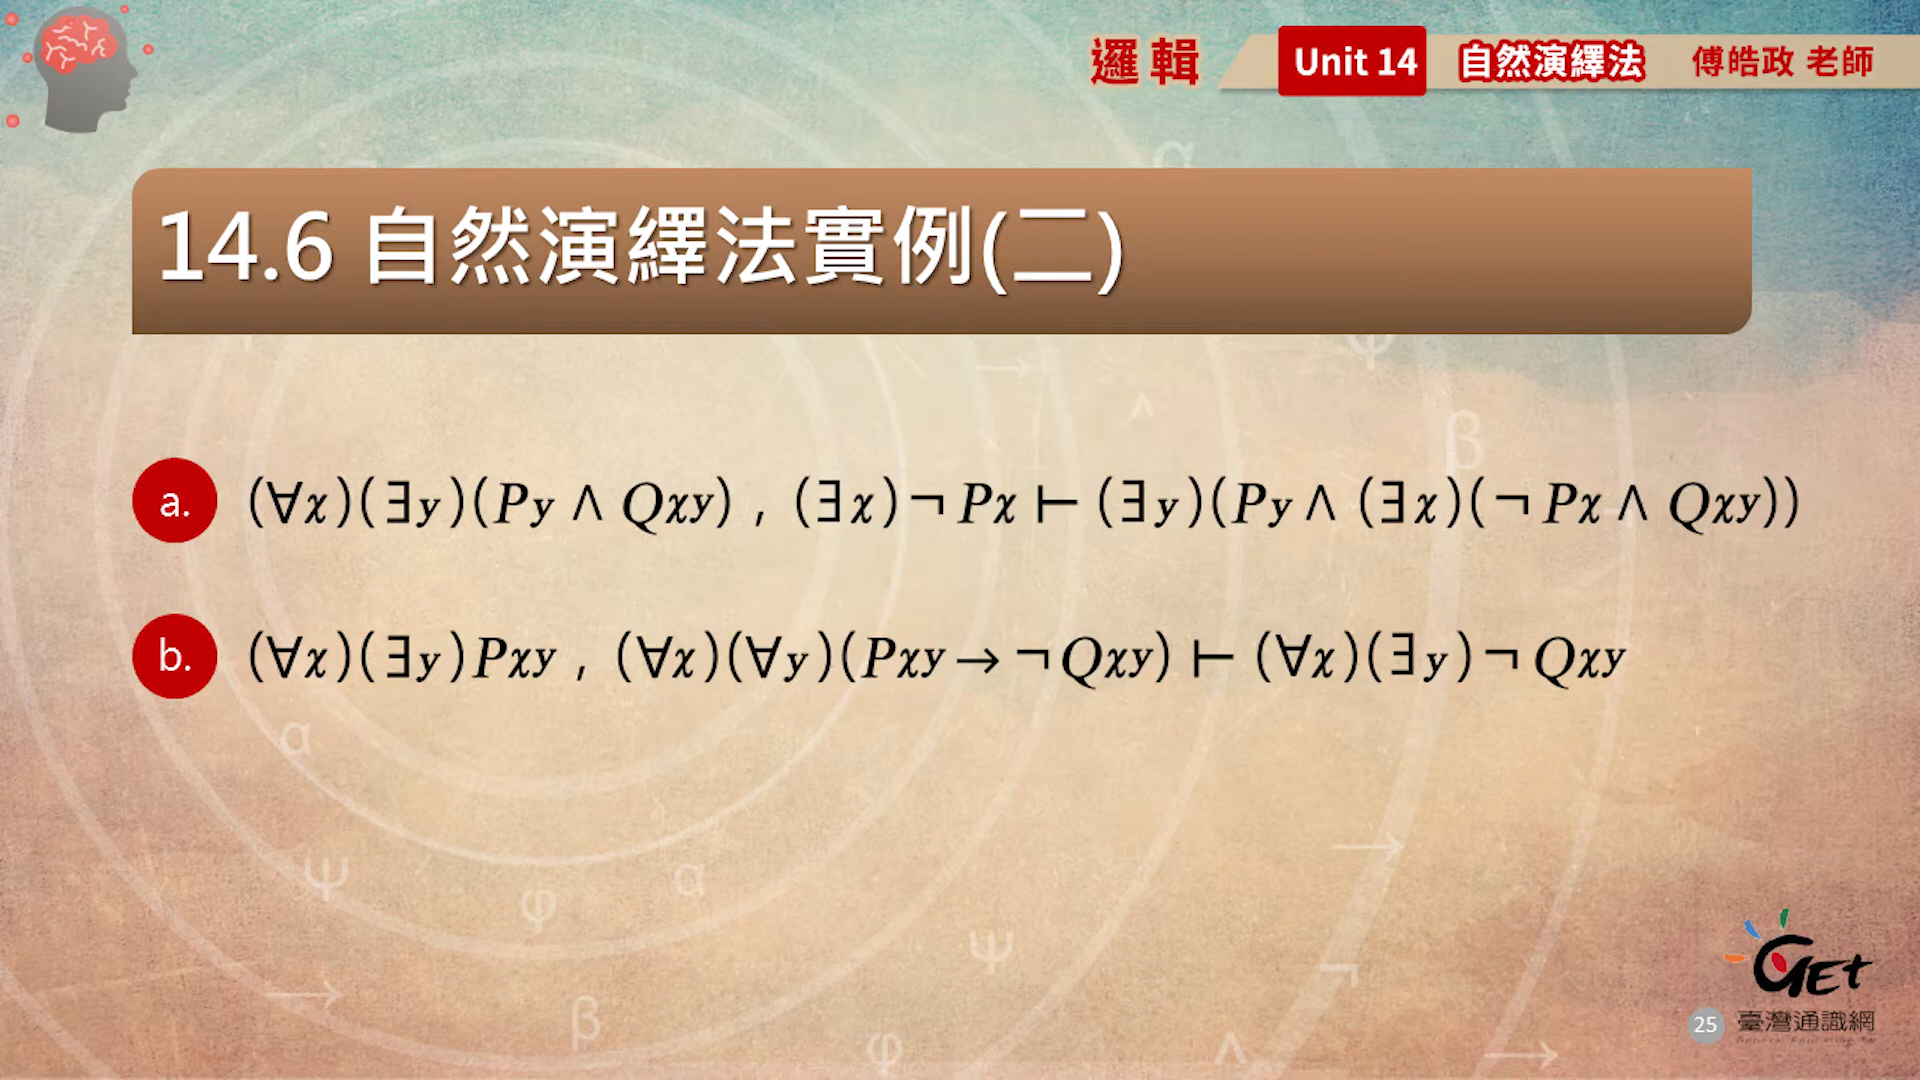 邏輯 Unit 14 自然演繹法 傅皓政 老師
14.6 自然演繹法實例(二)
a. (∀x)(∃y)(Py ∧ Qxy) , (∃x)¬Px ⊢ (∃y)(Py ∧ (∃x)(¬Px ∧ Qxy))
b. (∀x)(∃y)Pxy , (∀x)(∀y)(Pxy → ¬Qxy) ⊢ (∀x)(∃y)¬Qxy
GET
25 臺灣通識網